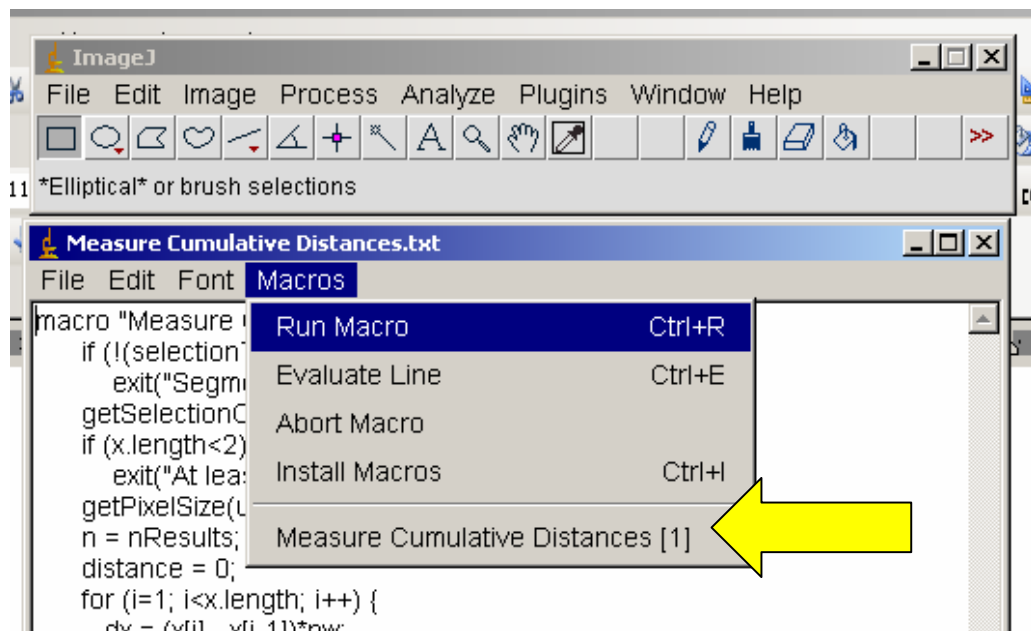 ImageJ
File Edit Image Process Analyze Plugins Window Help
A >>
11 *Elliptical* or brush selections
Measure Cumulative Distances.txt
File Edit Font Macros
macro "Measure
Run Macro Ctrl+R
if (!(selection
exit("Segm
Evaluate Line Ctrl+E
getSelection
Abort Macro
if (x.length<2)
exit("At leas
Install Macros Ctrl+I
getPixelSize(u
n = nResults;
Measure Cumulative Distances [1]
distance = 0;
for (i=1; i<x.length; i++) {